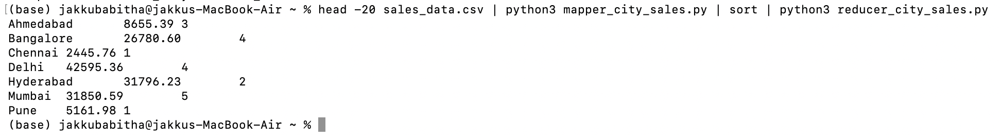 [(base) jakkubabitha@jakkus-MacBook-Air ~ % head -20 sales_data.csv | python3 mapper_city_sales.py | sort | python3 reducer_city_sales.py
Ahmedabad	8655.39	3
Bangalore	26780.60	4
Chennai	2445.76	1
Delhi	42595.36	4
Hyderabad	31796.23	2
Mumbai	31850.59	5
Pune	5161.98	1
(base) jakkubabitha@jakkus-MacBook-Air ~ %